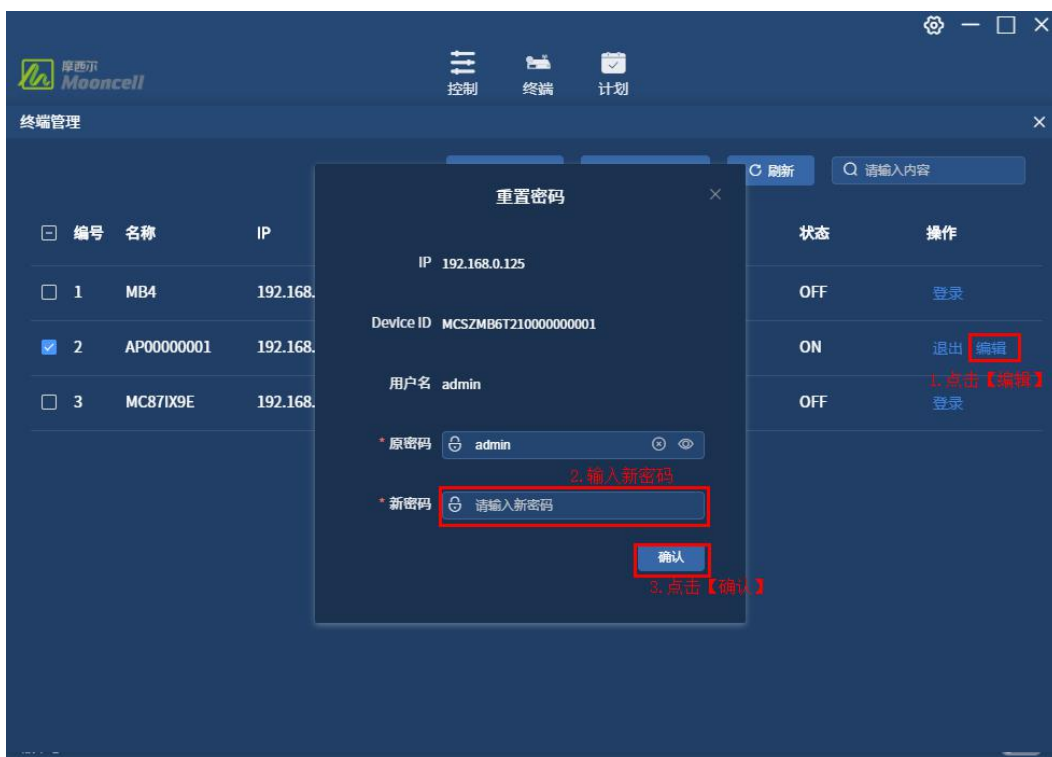 摩西尔
Mooncell
控制 终端 计划
终端管理
刷新 请输入内容
重置密码
编号 名称 IP 状态 操作
IP 192.168.0.125
1 MB4 192.168. OFF 登录
Device ID MCSZMB6T210000000001
2 AP00000001 192.168. ON 退出 编辑
1.点击【编辑】
用户名 admin
3 MC87IX9E 192.168. OFF 登录
* 原密码 admin
2.输入新密码
* 新密码 请输入新密码
确认
3.点击【确认】